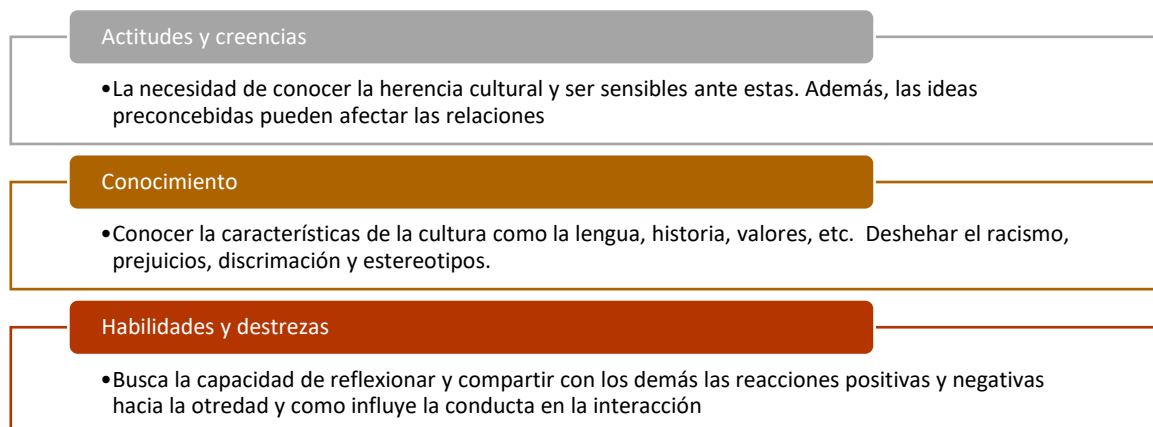 Actitudes y creencias
•La necesidad de conocer la herencia cultural y ser sensibles ante estas. Además, las ideas
preconcebidas pueden afectar las relaciones
Conocimiento
•Conocer la características de la cultura como la lengua, historia, valores, etc.  Deshehar el racismo,
prejuicios, discrimación y estereotipos.
Habilidades y destrezas
•Busca la capacidad de reflexionar y compartir con los demás las reacciones positivas y negativas
hacia la otredad y como influye la conducta en la interacción